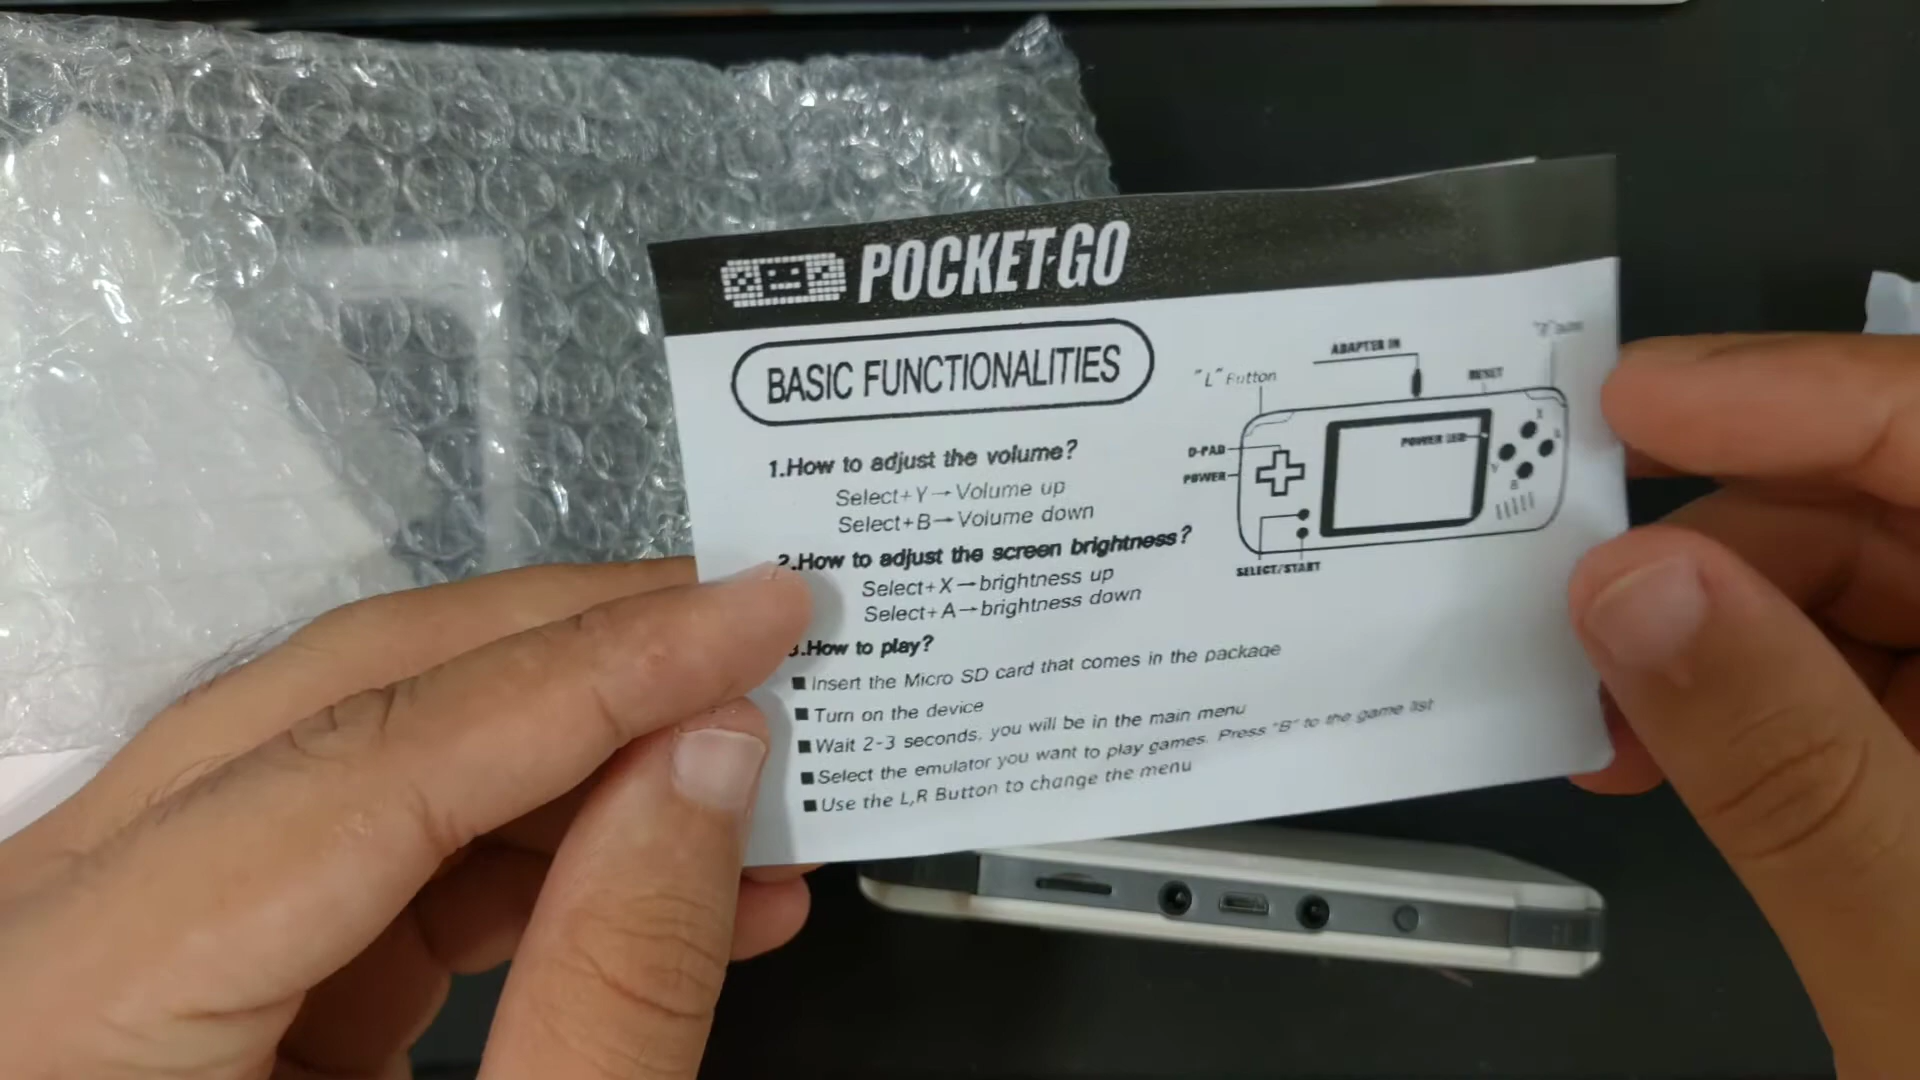 POCKET GO
BASIC FUNCTIONALITIES
1.How to adjust the volume?
Select+Y→Volume up
Select+B→Volume down
2.How to adjust the screen brightness?
Select+X→brightness up
Select+A→brightness down
.How to play?
■ Insert the Micro SD card that comes in the package
■ Turn on the device
■ Wait 2-3 seconds, you will be in the main menu
■ Select the emulator you want to play games. Press "B" to the game list
■ Use the L,R Button to change the menu
"L" Button
ADAPTER IN
RESET
D-PAD
POWER
POWER LED
X
A
B
SELECT/START